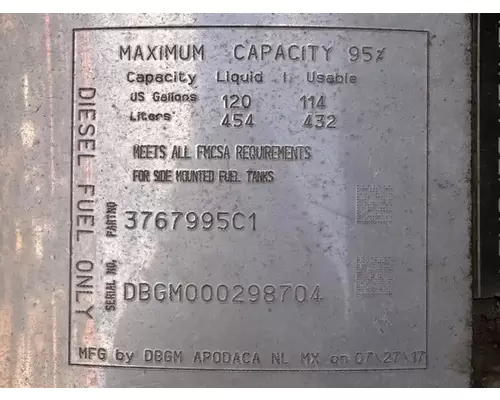 MAXIMUM CAPACITY 95%
Capacity Liquid | Usable
US Gallons 120 114
Liters 454 432
MEETS ALL FMCSA REQUIREMENTS
FOR SIDE MOUNTED FUEL TANKS
PART NO 3767995C1
SERIAL NO. DBGM000298704
DIESEL FUEL ONLY
MFG by DBGM APODACA NL MX on 07\27\17